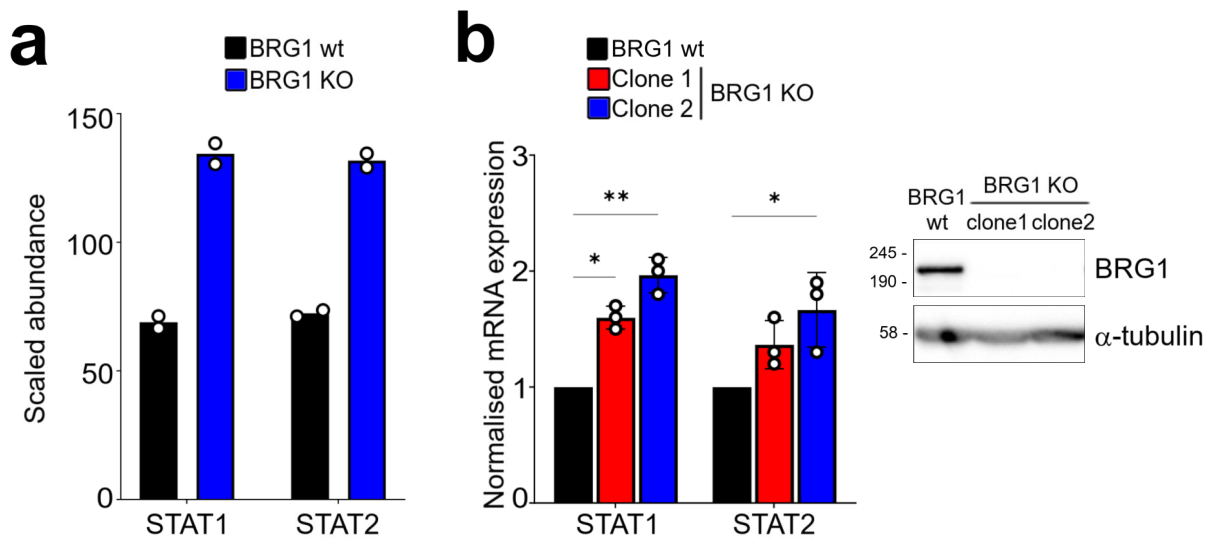 a
BRG1 wt
BRG1 KO
Scaled abundance
150
100
50
0
STAT1
STAT2
b
BRG1 wt
Clone 1
Clone 2
BRG1 KO
Normalised mRNA expression
3
2
1
0
**
*
*
STAT1
STAT2
BRG1 KO
BRG1
wt
clone1
clone2
245 -
190 -
BRG1
58 -
α-tubulin